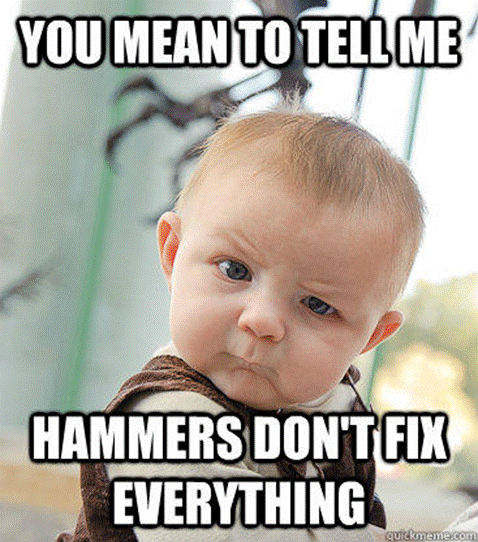 YOU MEAN TO TELL ME
HAMMERS DON'T FIX
EVERYTHING
quickmeme.com